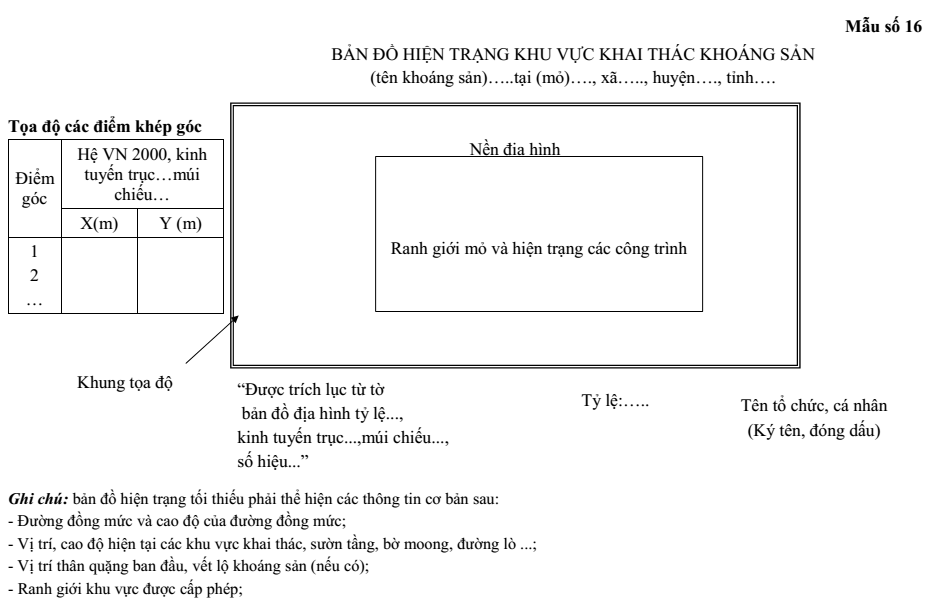 Mẫu số 16
BẢN ĐỒ HIỆN TRẠNG KHU VỰC KHAI THÁC KHOÁNG SẢN
(tên khoáng sản)…..tại (mỏ)…., xã….., huyện…., tỉnh….
Tọa độ các điểm khép góc
Điểm góc
Hệ VN 2000, kinh
tuyến trục…múi
chiếu…
X(m) Y (m)
1
2
…
Nền địa hình
Ranh giới mỏ và hiện trạng các công trình
Khung tọa độ
“Được trích lục từ tờ
bản đồ địa hình tỷ lệ...,
kinh tuyến trục...,múi chiếu...,
số hiệu...”
Tỷ lệ:…..
Tên tổ chức, cá nhân
(Ký tên, đóng dấu)
Ghi chú: bản đồ hiện trạng tối thiểu phải thể hiện các thông tin cơ bản sau:
- Đường đồng mức và cao độ của đường đồng mức;
- Vị trí, cao độ hiện tại các khu vực khai thác, sườn tầng, bờ moong, đường lò ...;
- Vị trí thân quặng ban đầu, vết lộ khoáng sản (nếu có);
- Ranh giới khu vực được cấp phép;